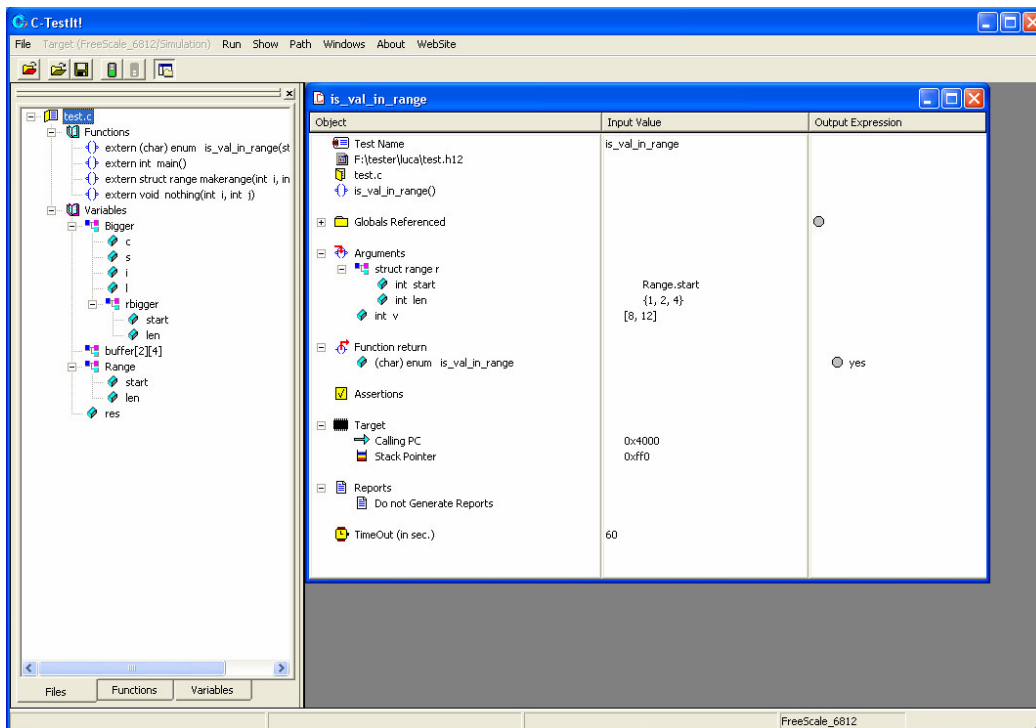 C-TestIt!
File Target (FreeScale_6812/Simulation) Run Show Path Windows About WebSite
test.c
Functions
extern (char) enum is_val_in_range(st
extern int main()
extern struct range makerange(int i, in
extern void nothing(int i, int j)
Variables
Bigger
c
s
i
l
rbigger
start
len
buffer[2][4]
Range
start
len
res
Files Functions Variables
is_val_in_range
Object Input Value Output Expression
Test Name is_val_in_range
F:\tester\luca\test.h12
test.c
is_val_in_range()
Globals Referenced
Arguments
struct range r
int start Range.start
int len {1, 2, 4}
int v [8, 12]
Function return
(char) enum is_val_in_range yes
Assertions
Target
Calling PC 0x4000
Stack Pointer 0xff0
Reports
Do not Generate Reports
TimeOut (in sec.) 60
FreeScale_6812